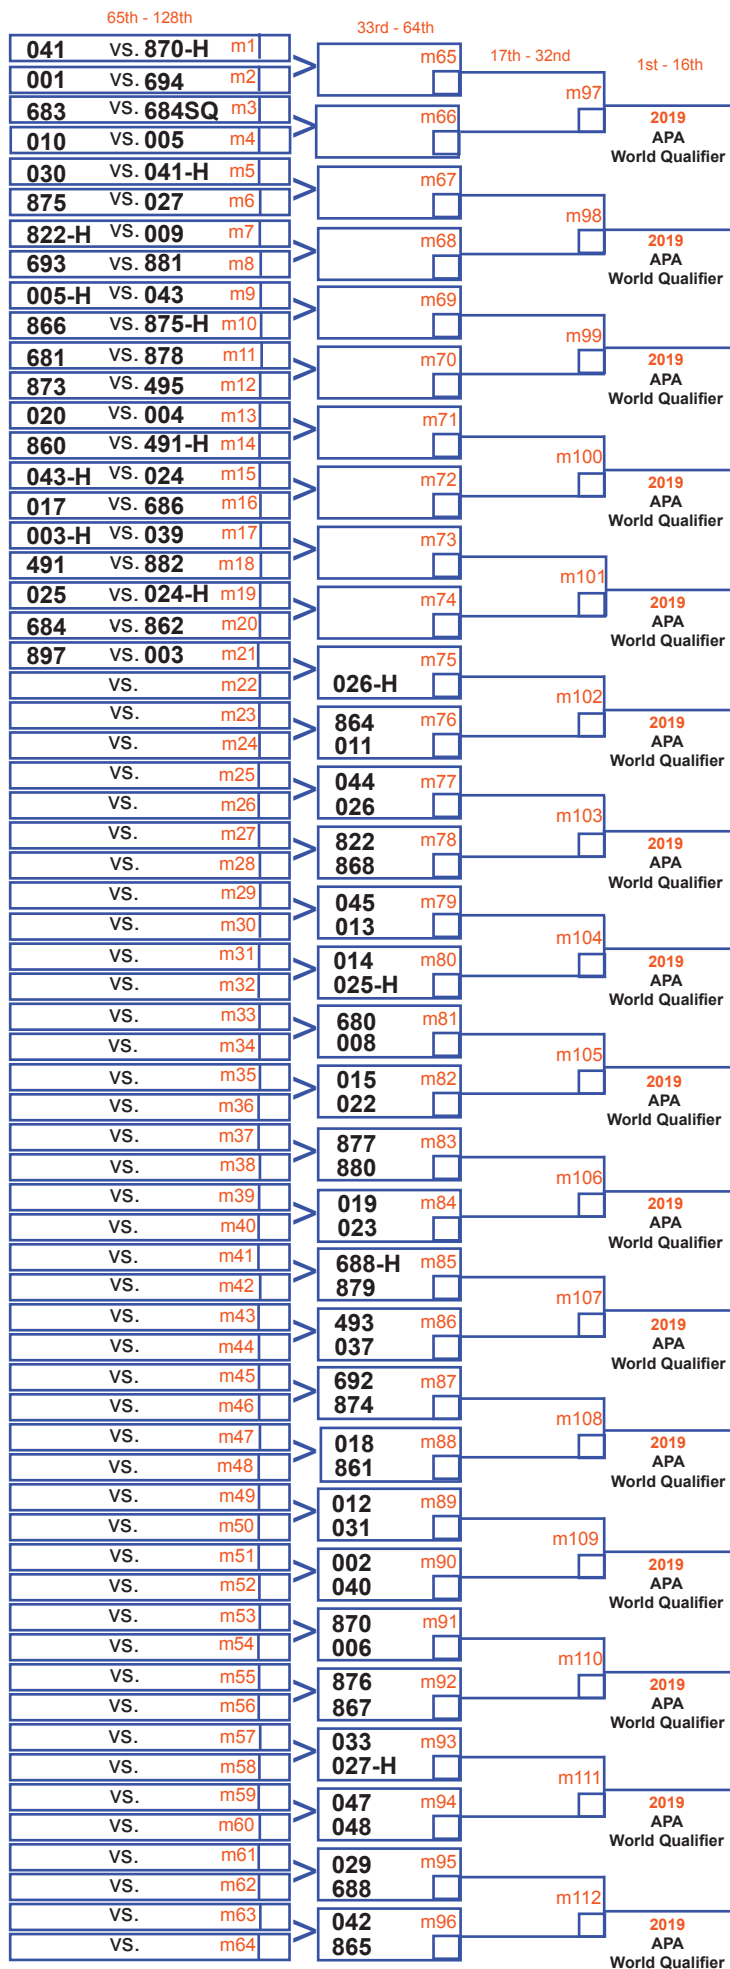 65th - 128th
33rd - 64th
17th - 32nd
1st - 16th
041 VS. 870-H m1
001 VS. 694 m2
683 VS. 684SQ m3
010 VS. 005 m4
030 VS. 041-H m5
875 VS. 027 m6
822-H VS. 009 m7
693 VS. 881 m8
005-H VS. 043 m9
866 VS. 875-H m10
681 VS. 878 m11
873 VS. 495 m12
020 VS. 004 m13
860 VS. 491-H m14
043-H VS. 024 m15
017 VS. 686 m16
003-H VS. 039 m17
491 VS. 882 m18
025 VS. 024-H m19
684 VS. 862 m20
897 VS. 003 m21
VS. m22
VS. m23
VS. m24
VS. m25
VS. m26
VS. m27
VS. m28
VS. m29
VS. m30
VS. m31
VS. m32
VS. m33
VS. m34
VS. m35
VS. m36
VS. m37
VS. m38
VS. m39
VS. m40
VS. m41
VS. m42
VS. m43
VS. m44
VS. m45
VS. m46
VS. m47
VS. m48
VS. m49
VS. m50
VS. m51
VS. m52
VS. m53
VS. m54
VS. m55
VS. m56
VS. m57
VS. m58
VS. m59
VS. m60
VS. m61
VS. m62
VS. m63
VS. m64
m65
m66
m67
m68
m69
m70
m71
m72
m73
m74
m75
026-H
864 m76
011
044 m77
026
822 m78
868
045 m79
013
014 m80
025-H
680 m81
008
015 m82
022
877 m83
880
019 m84
023
688-H m85
879
493 m86
037
692 m87
874
018 m88
861
012 m89
031
002 m90
040
870 m91
006
876 m92
867
033 m93
027-H
047 m94
048
029 m95
688
042 m96
865
m97
m98
m99
m100
m101
m102
m103
m104
m105
m106
m107
m108
m109
m110
m111
m112
2019
APA
World Qualifier
2019
APA
World Qualifier
2019
APA
World Qualifier
2019
APA
World Qualifier
2019
APA
World Qualifier
2019
APA
World Qualifier
2019
APA
World Qualifier
2019
APA
World Qualifier
2019
APA
World Qualifier
2019
APA
World Qualifier
2019
APA
World Qualifier
2019
APA
World Qualifier
2019
APA
World Qualifier
2019
APA
World Qualifier
2019
APA
World Qualifier
2019
APA
World Qualifier